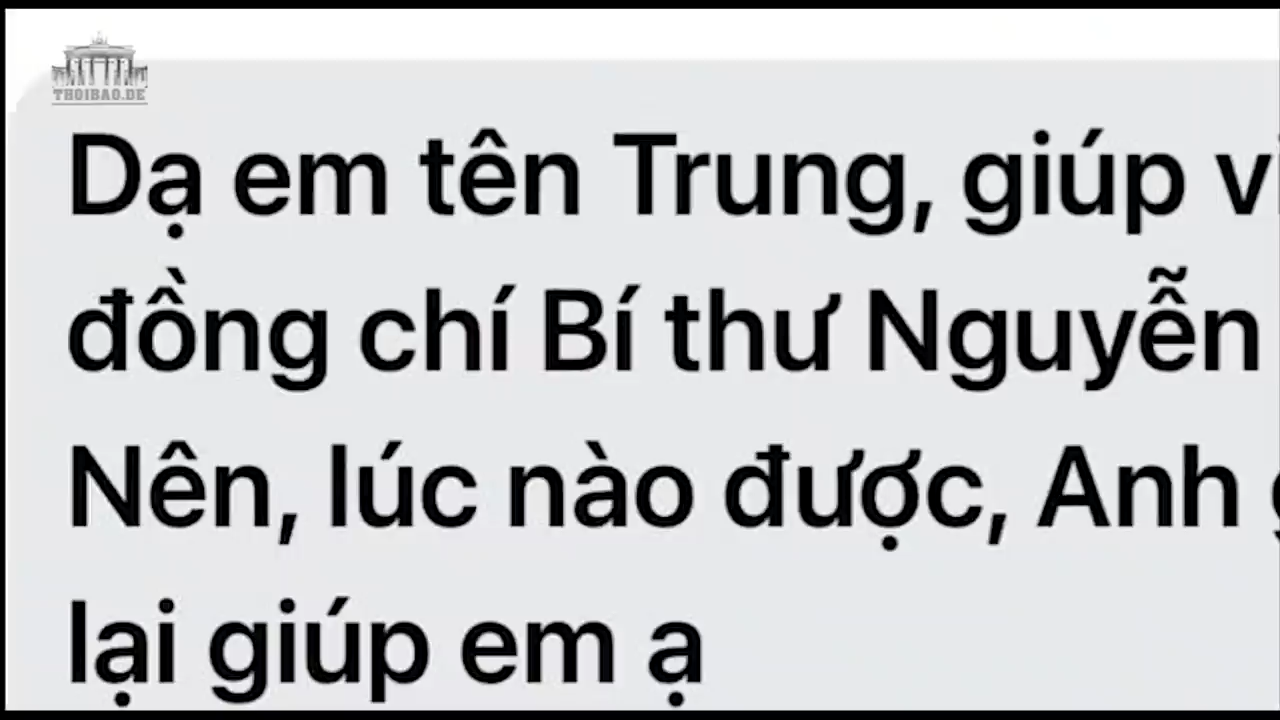 THOIBAO.DE
Dạ em tên Trung, giúp
đồng chí Bí thư Nguyễn
Nên, lúc nào được, Anh
lại giúp em ạ